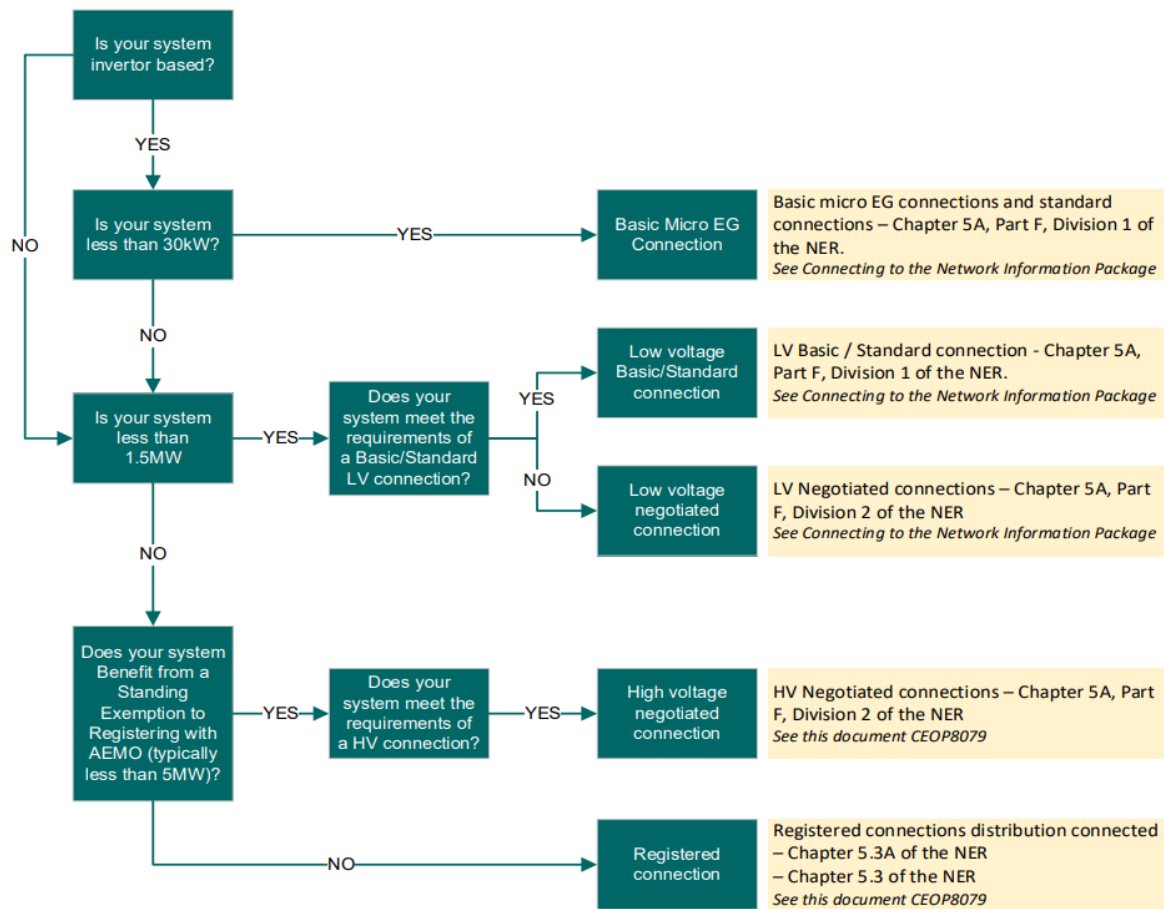 Is your system
invertor based?
YES
NO
Is your system
less than 30kW?
YES
Basic Micro EG
Connection
Basic micro EG connections and standard
connections – Chapter 5A, Part F, Division 1 of
the NER.
See Connecting to the Network Information Package
NO
Is your system
less than
1.5MW
YES
Does your
system meet the
requirements of
a Basic/Standard
LV connection?
YES
Low voltage
Basic/Standard
connection
LV Basic / Standard connection - Chapter 5A,
Part F, Division 1 of the NER.
See Connecting to the Network Information Package
NO
Low voltage
negotiated
connection
LV Negotiated connections – Chapter 5A, Part
F, Division 2 of the NER
See Connecting to the Network Information Package
NO
Does your system
Benefit from a
Standing
Exemption to
Registering with
AEMO (typically
less than 5MW)?
YES
Does your
system meet the
requirements of
a HV connection?
YES
High voltage
negotiated
connection
HV Negotiated connections – Chapter 5A, Part
F, Division 2 of the NER
See this document CEOP8079
NO
Registered
connection
Registered connections distribution connected
– Chapter 5.3A of the NER
– Chapter 5.3 of the NER
See this document CEOP8079